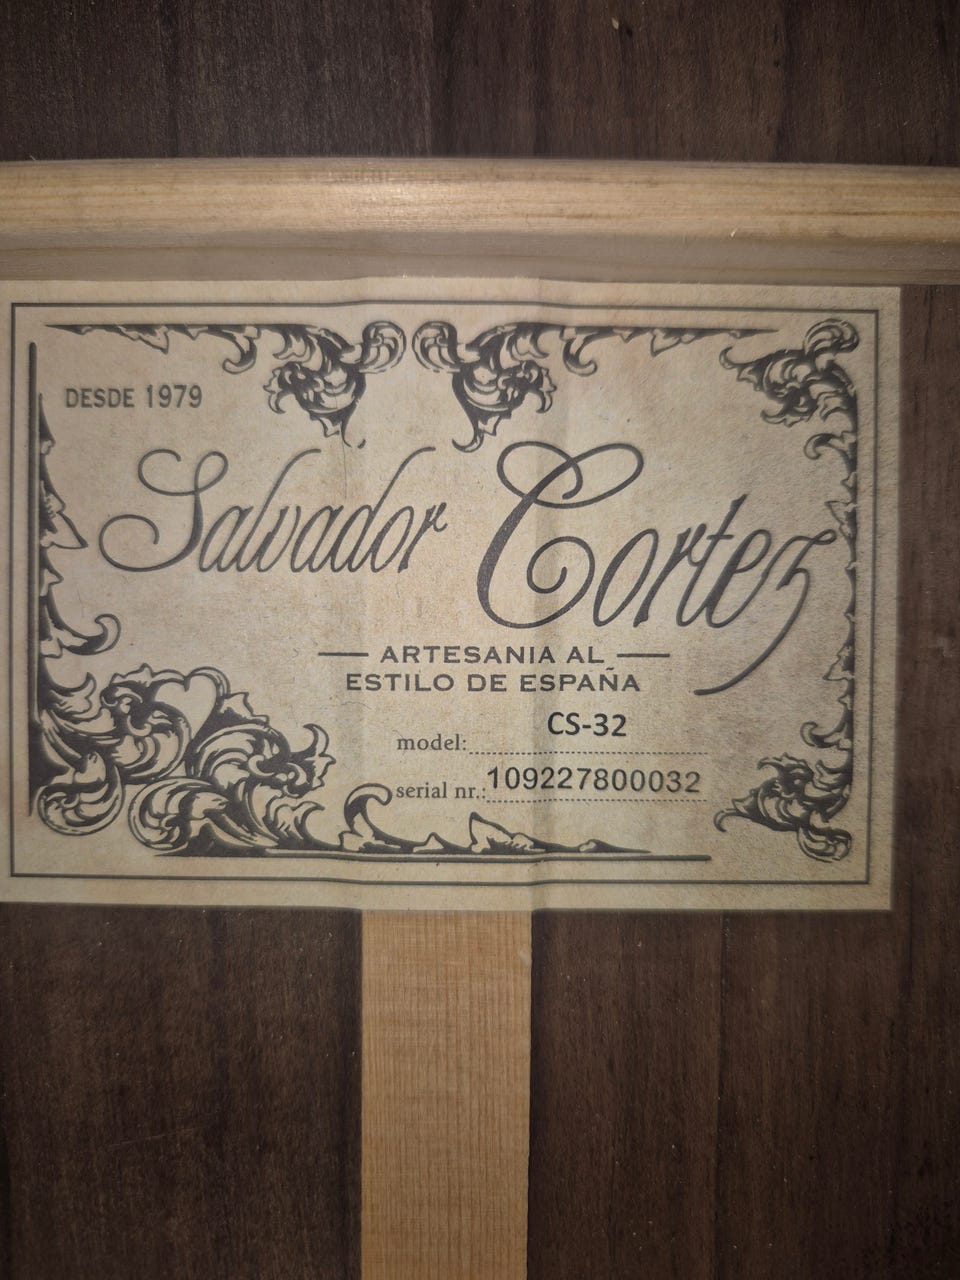 DESDE 1979
Salvador Cortez
ARTESANIA AL
ESTILO DE ESPAÑA
model: CS-32
serial nr.: 109227800032